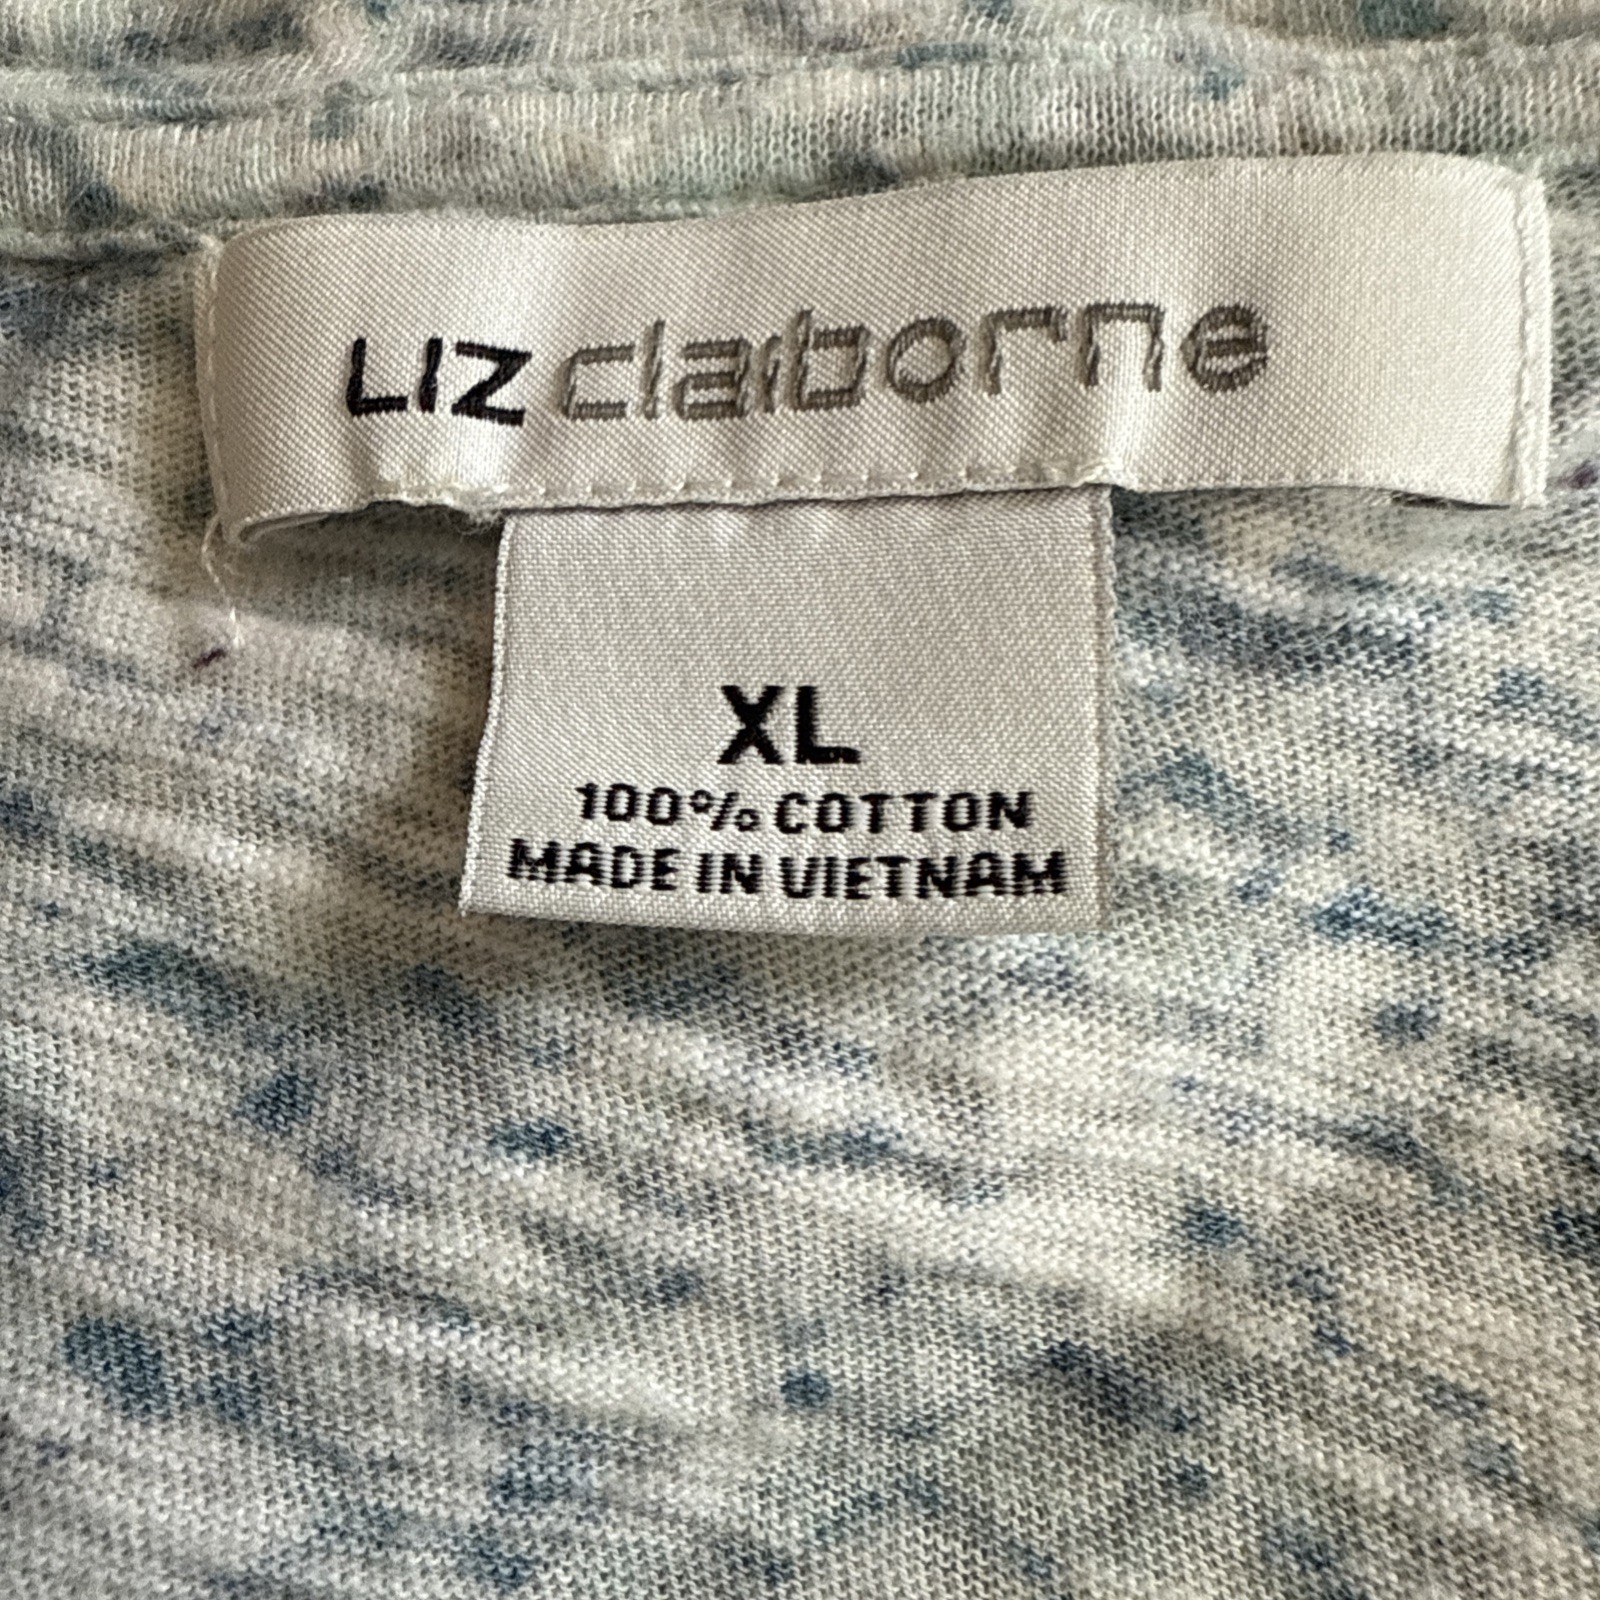 LIZ claiborne
XL
100% COTTON
MADE IN VIETNAM